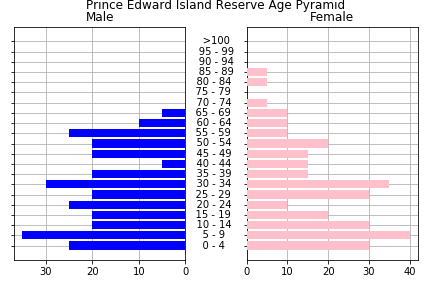 Prince Edward Island Reserve Age Pyramid
Male Female
>100
95 - 99
90 - 94
85 - 89
80 - 84
75 - 79
70 - 74
65 - 69
60 - 64
55 - 59
50 - 54
45 - 49
40 - 44
35 - 39
30 - 34
25 - 29
20 - 24
15 - 19
10 - 14
5 - 9
0 - 4
30 20 10 0 0 10 20 30 40